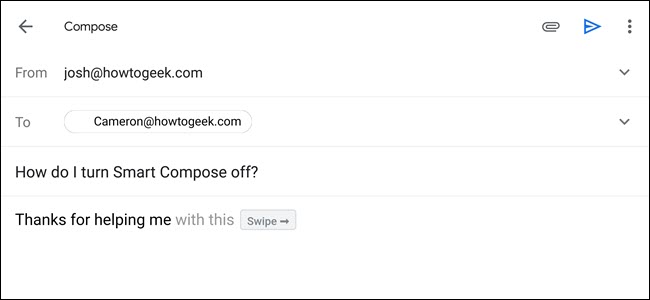 Compose
From josh@howtogeek.com
To Cameron@howtogeek.com
How do I turn Smart Compose off?
Thanks for helping me with this Swipe ➞